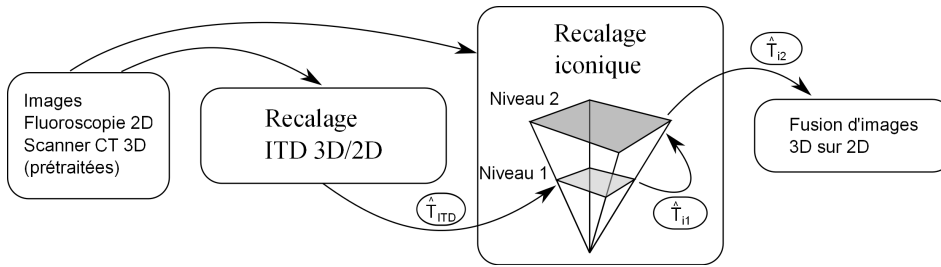 Images
Fluoroscopie 2D
Scanner CT 3D
(prétraitées)
Recalage
ITD 3D/2D
T̂ITD
Recalage
iconique
Niveau 2
Niveau 1
T̂i1
T̂i2
Fusion d'images
3D sur 2D